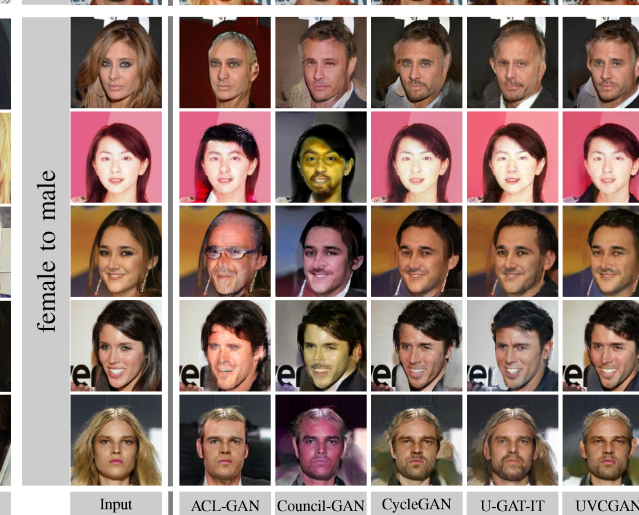 female to male
Input
ACL-GAN
Council-GAN
CycleGAN
U-GAT-IT
UVCGAN